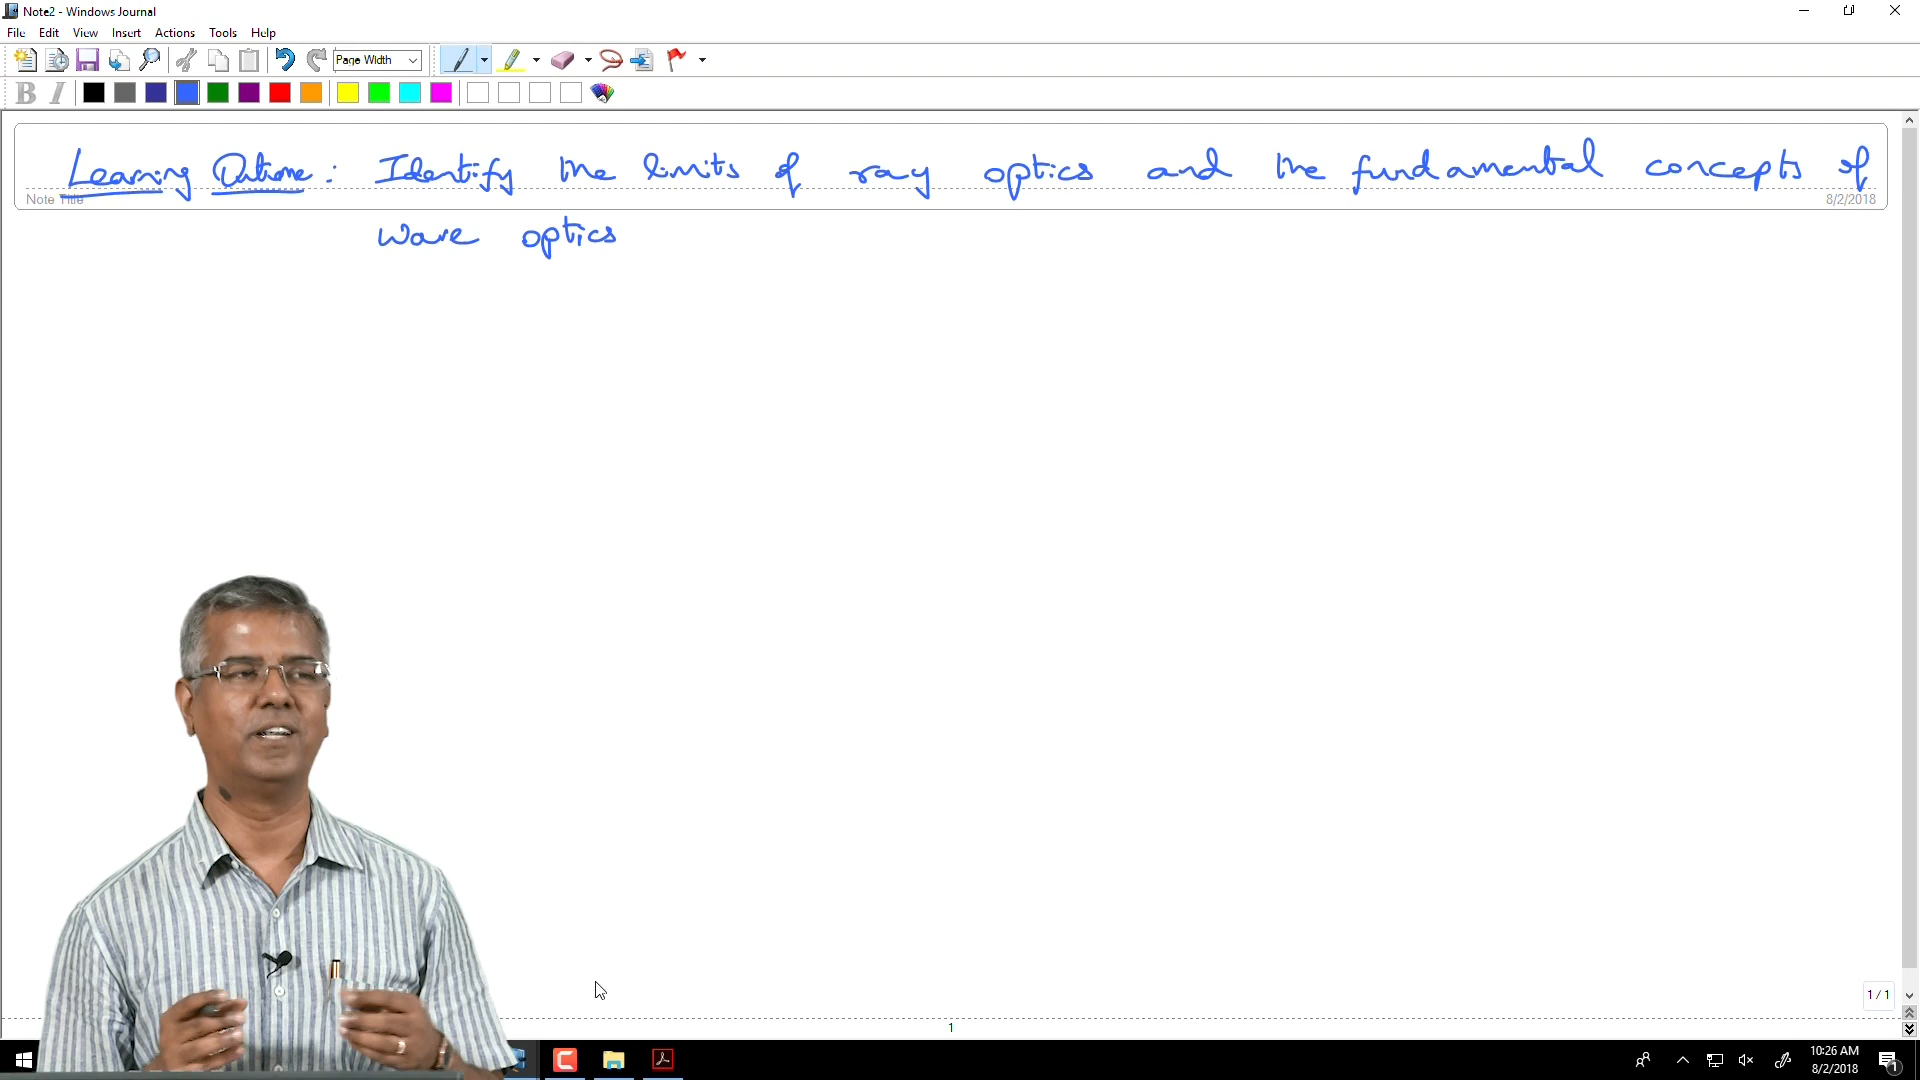 Note2 - Windows Journal
File Edit View Insert Actions Tools Help
Page Width
B I
Learning Outcome : Identify the limits of ray optics and the fundamental concepts of
Note Title 8/2/2018
wave optics
1 / 1
1
10:26 AM
8/2/2018
1